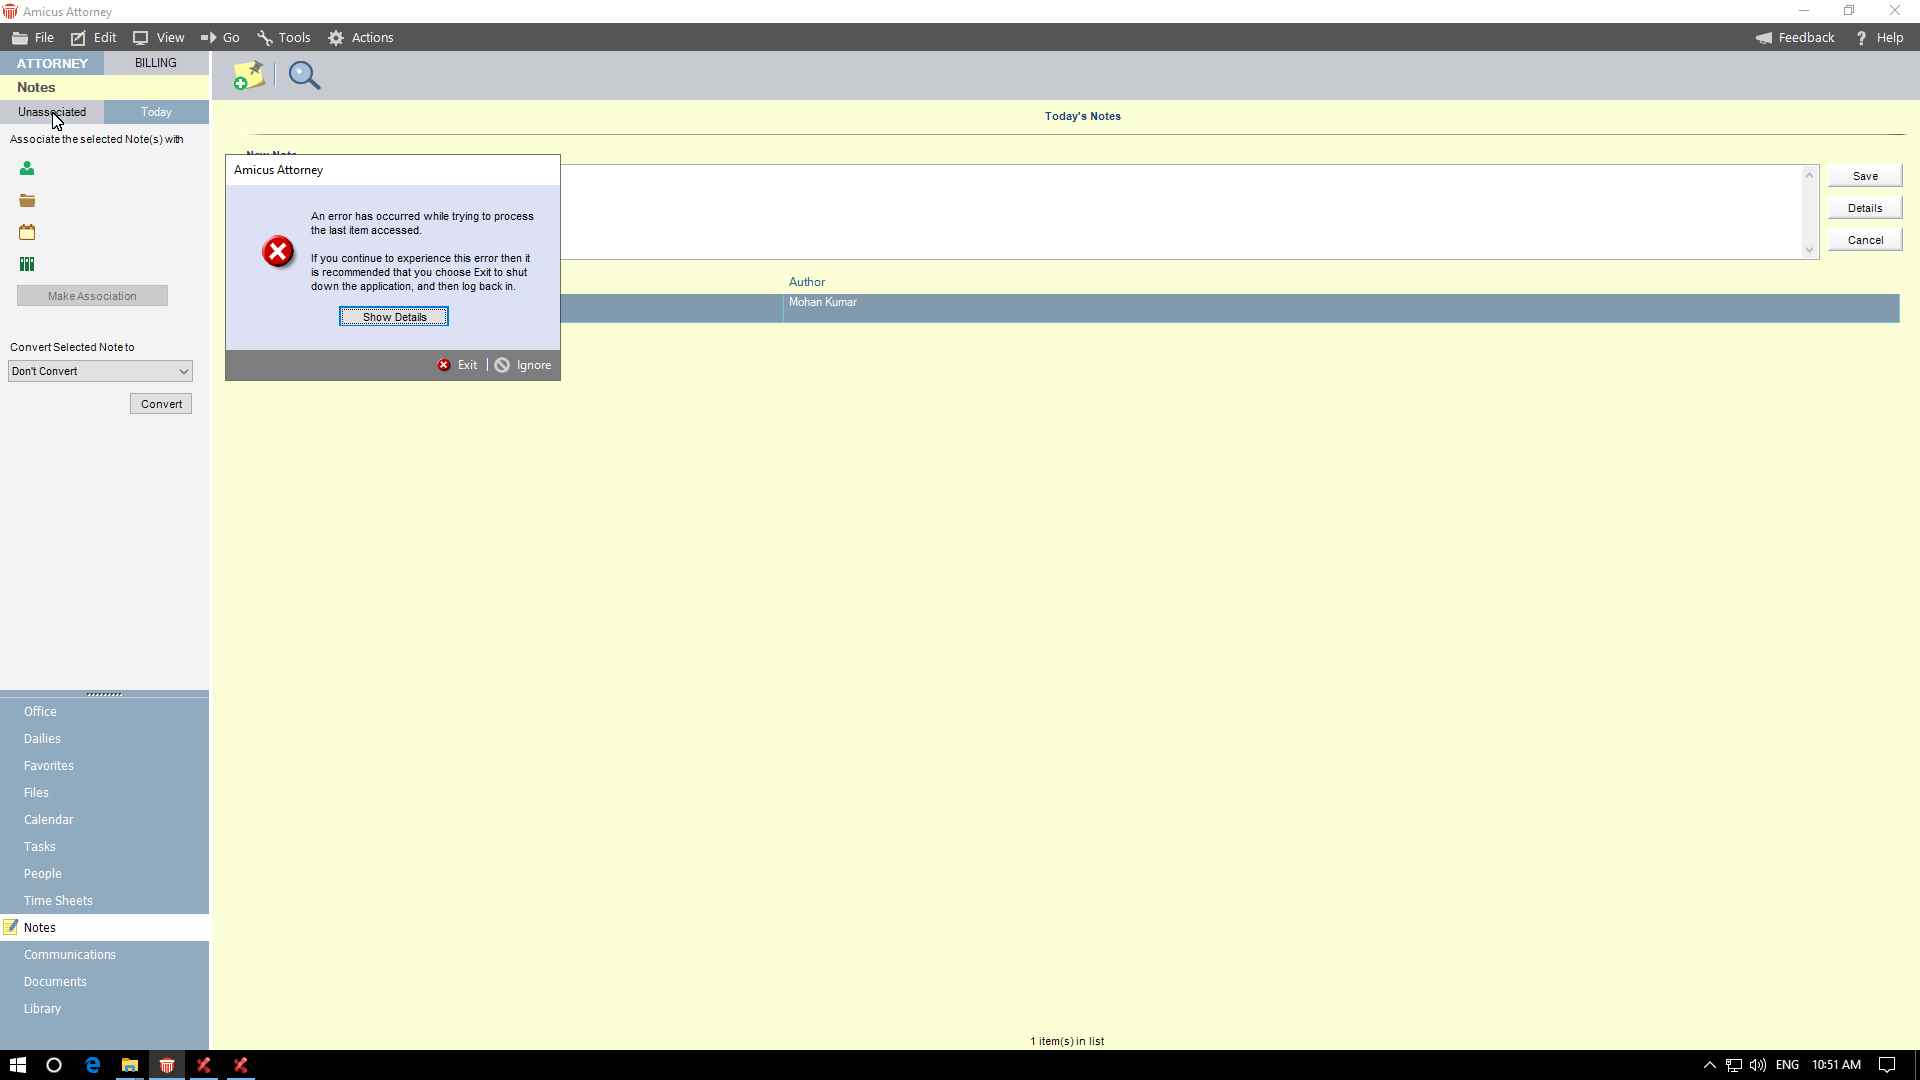 Amicus Attorney
File Edit View Go Tools Actions Feedback ? Help
ATTORNEY BILLING
Notes
Unassociated Today
Associate the selected Note(s) with
Make Association
Convert Selected Note to
Don't Convert
Convert
Today's Notes
New Note
Save
Details
Cancel
Author
Mohan Kumar
Amicus Attorney
An error has occurred while trying to process
the last item accessed.
If you continue to experience this error then it
is recommended that you choose Exit to shut
down the application, and then log back in.
Show Details
Exit | Ignore
Office
Dailies
Favorites
Files
Calendar
Tasks
People
Time Sheets
Notes
Communications
Documents
Library
1 item(s) in list
ENG 10:51 AM